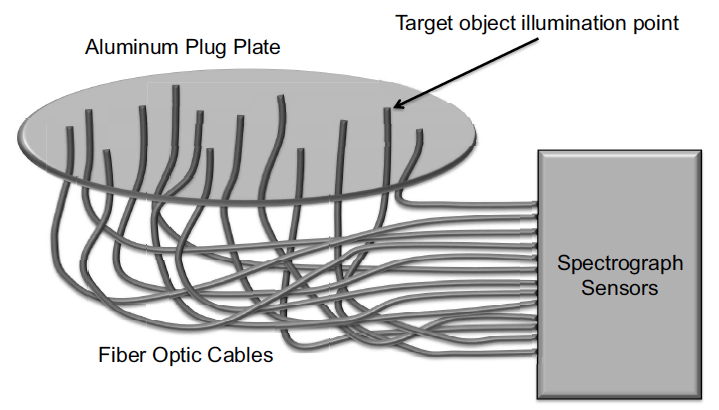 Target object illumination point
Aluminum Plug Plate
Spectrograph
Sensors
Fiber Optic Cables